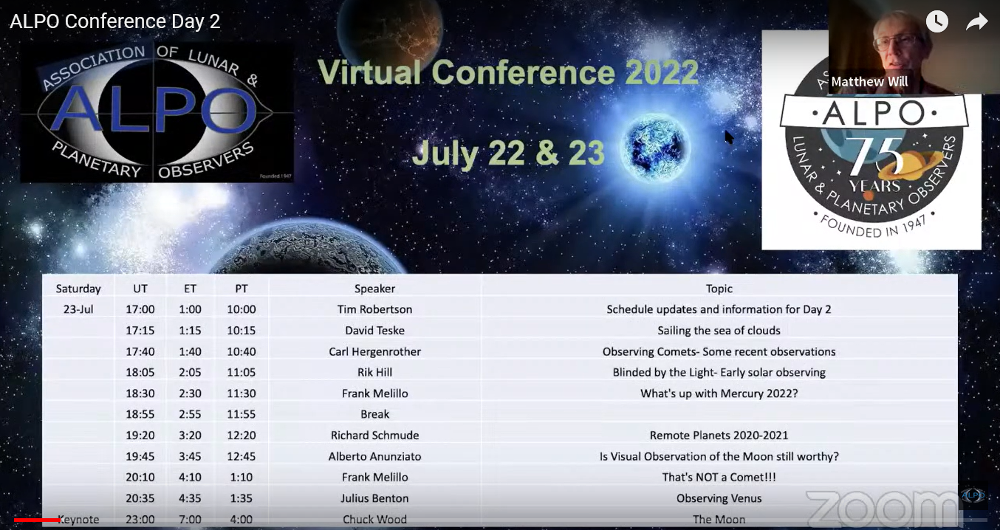 ALPO Conference Day 2
ASSOCIATION OF LUNAR &
ALPO
PLANETARY OBSERVERS
Founded 1947
Virtual Conference 2022
July 22 & 23
Matthew Will
·ALPO·
75
YEARS
LUNAR & PLANETARY OBSERVERS
• FOUNDED IN 1947 •
Saturday UT ET PT Speaker Topic
23-Jul 17:00 1:00 10:00 Tim Robertson Schedule updates and information for Day 2
17:15 1:15 10:15 David Teske Sailing the sea of clouds
17:40 1:40 10:40 Carl Hergenrother Observing Comets- Some recent observations
18:05 2:05 11:05 Rik Hill Blinded by the Light- Early solar observing
18:30 2:30 11:30 Frank Melillo What's up with Mercury 2022?
18:55 2:55 11:55 Break
19:20 3:20 12:20 Richard Schmude Remote Planets 2020-2021
19:45 3:45 12:45 Alberto Anunziato Is Visual Observation of the Moon still worthy?
20:10 4:10 1:10 Frank Melillo That's NOT a Comet!!!
20:35 4:35 1:35 Julius Benton Observing Venus
Keynote 23:00 7:00 4:00 Chuck Wood The Moon
zoom
ALPO